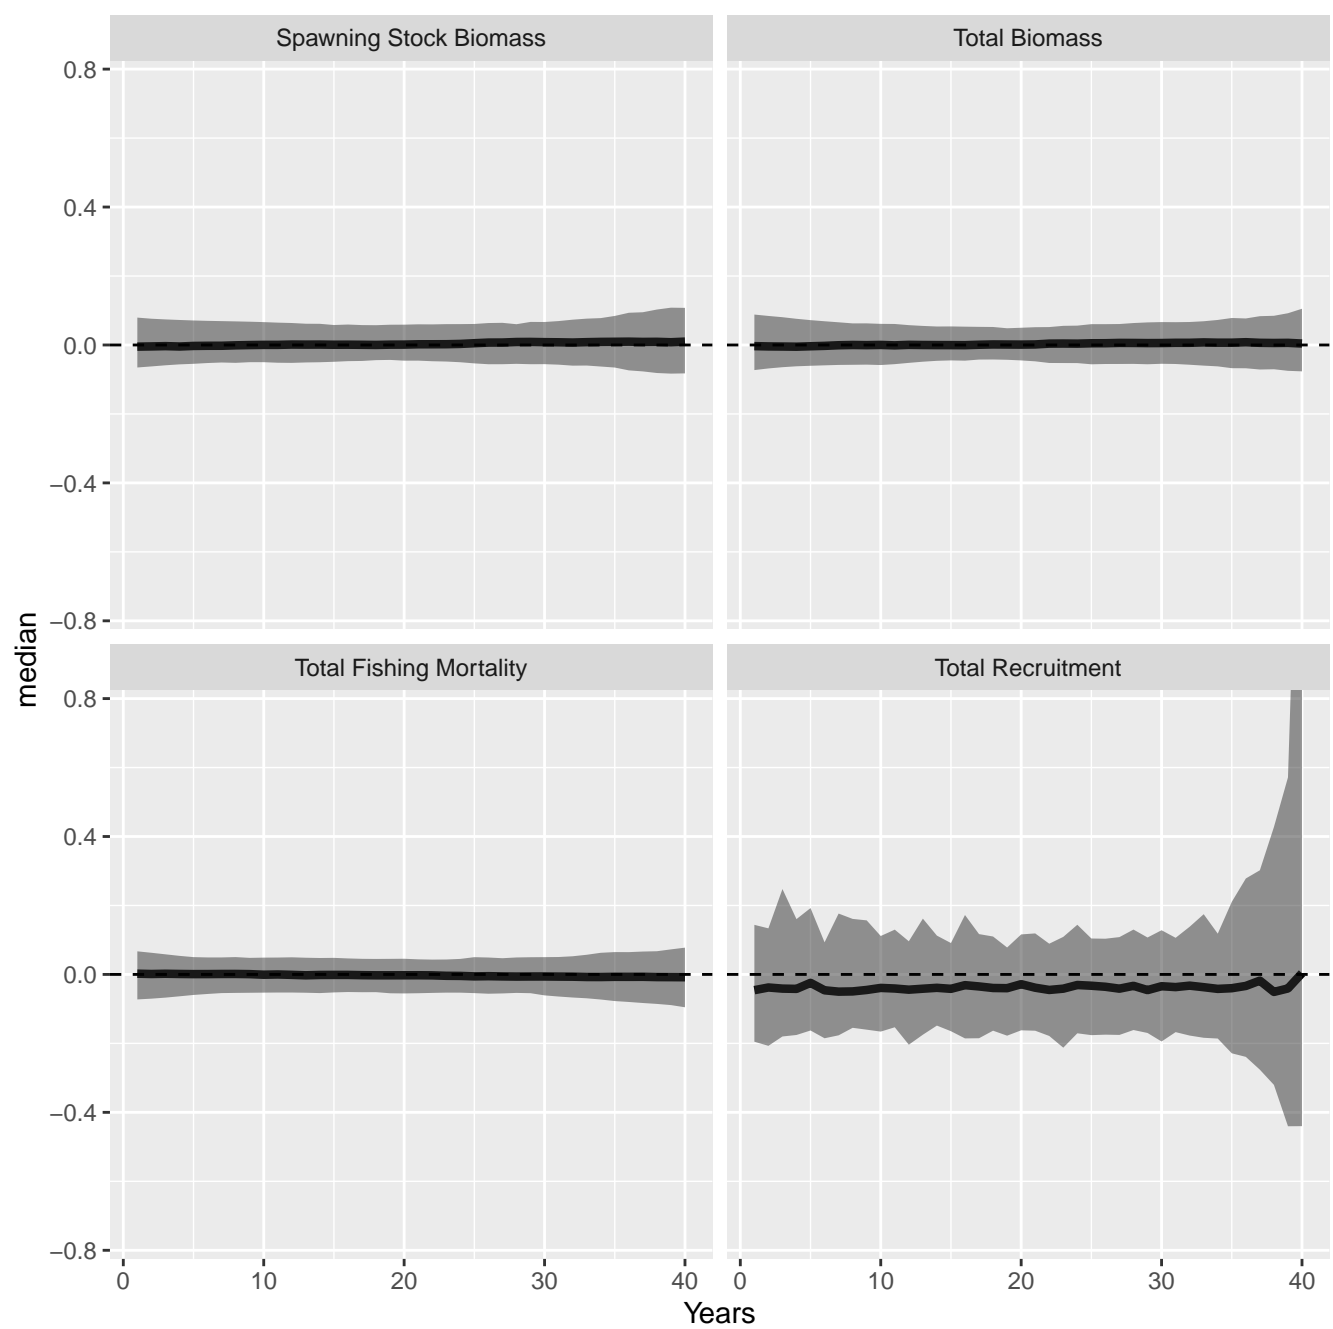 Spawning Stock Biomass
Total Biomass
0.8
0.4
0.0
−0.4
−0.8
median
Total Fishing Mortality
Total Recruitment
0.8
0.4
0.0
−0.4
−0.8
0 10 20 30 40
0 10 20 30 40
Years